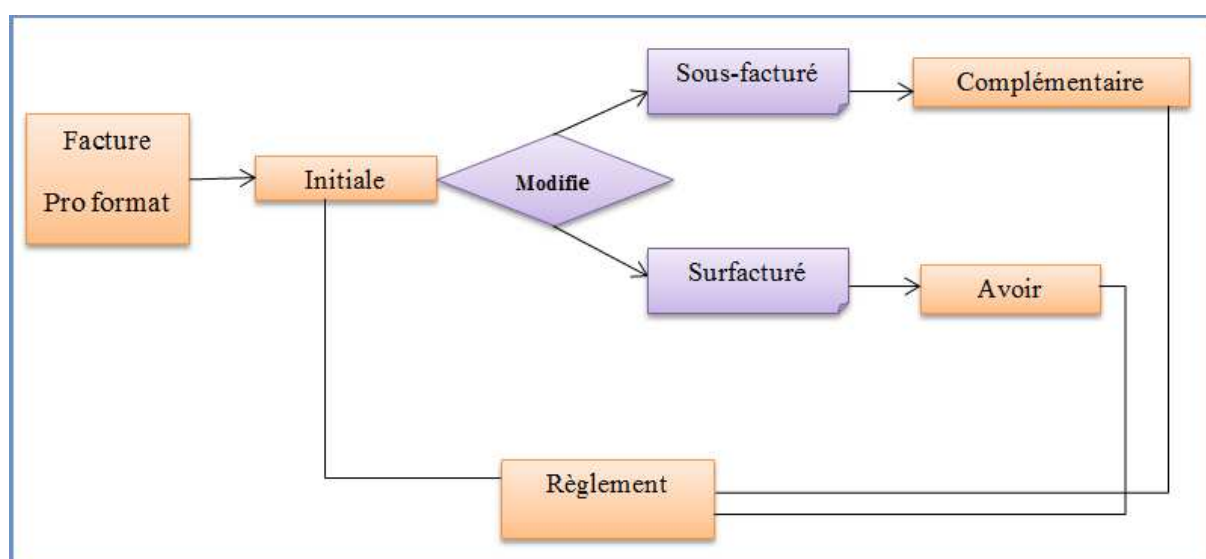 Sous-facturé
Complémentaire
Facture
Pro format
Initiale
Modifie
Surfacturé
Avoir
Règlement